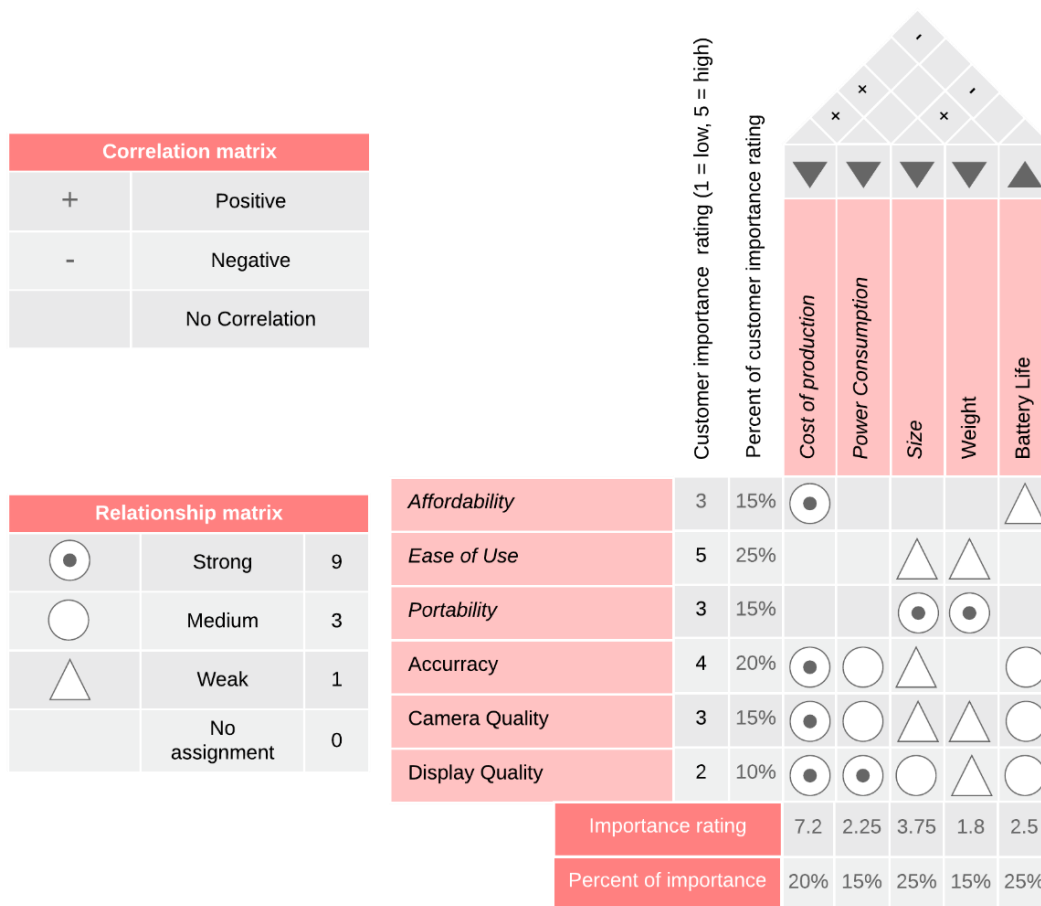 Customer importance rating (1 = low, 5 = high)
Percent of customer importance rating
-
+ -
+ +
Correlation matrix
+ Positive
- Negative
No Correlation
Cost of production
Power Consumption
Size
Weight
Battery Life
Relationship matrix
Strong 9
Medium 3
Weak 1
No
assignment 0
Affordability 3 15%
Ease of Use 5 25%
Portability 3 15%
Accurracy 4 20%
Camera Quality 3 15%
Display Quality 2 10%
Importance rating 7.2 2.25 3.75 1.8 2.5
Percent of importance 20% 15% 25% 15% 25%